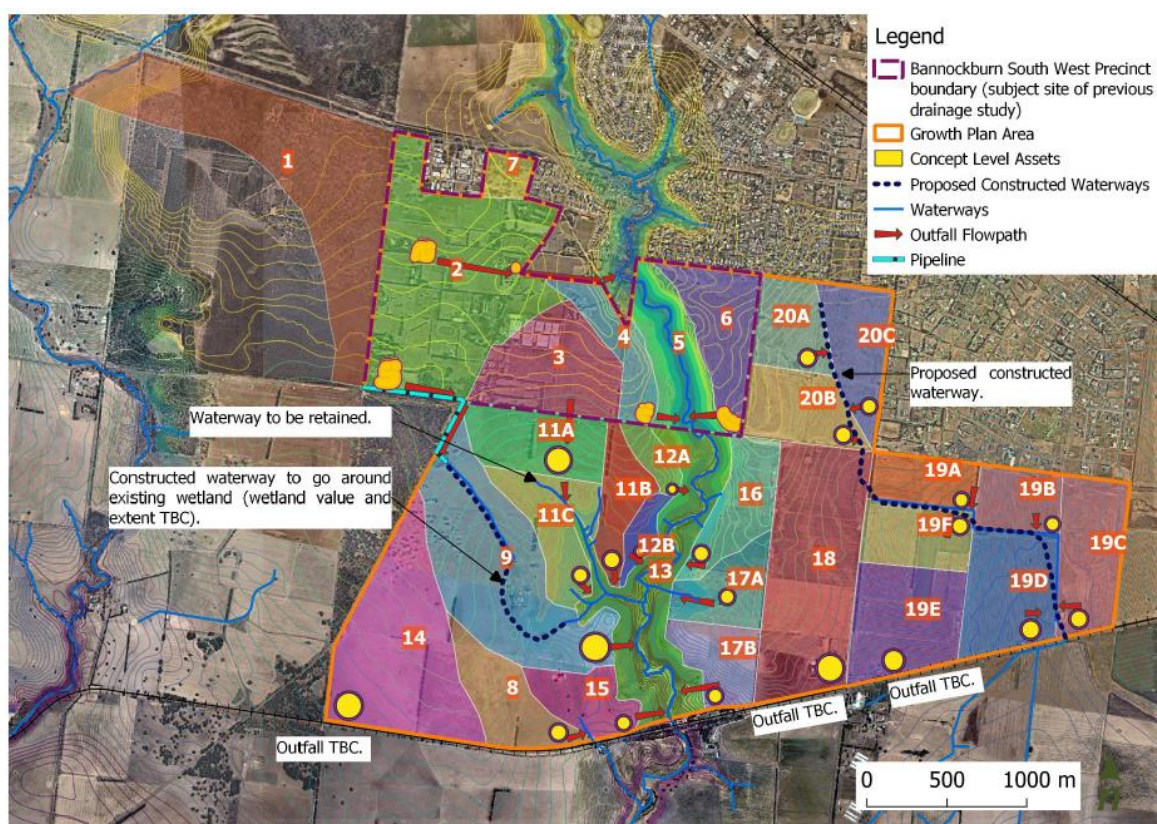 Legend
Bannockburn South West Precinct
boundary (subject site of previous
drainage study)
Growth Plan Area
Concept Level Assets
Proposed Constructed Waterways
Waterways
Outfall Flowpath
Pipeline
1
7
2
4
5
6
3
20A
20C
20B
Proposed constructed
waterway.
Waterway to be retained.
Constructed waterway to go around
existing wetland (wetland value and
extent TBC).
11A
12A
11B
16
11C
12B
13
9
17A
18
19A
19B
19F
19C
19D
19E
14
17B
8
15
Outfall TBC.
Outfall TBC.
Outfall TBC.
0 500 1000 m